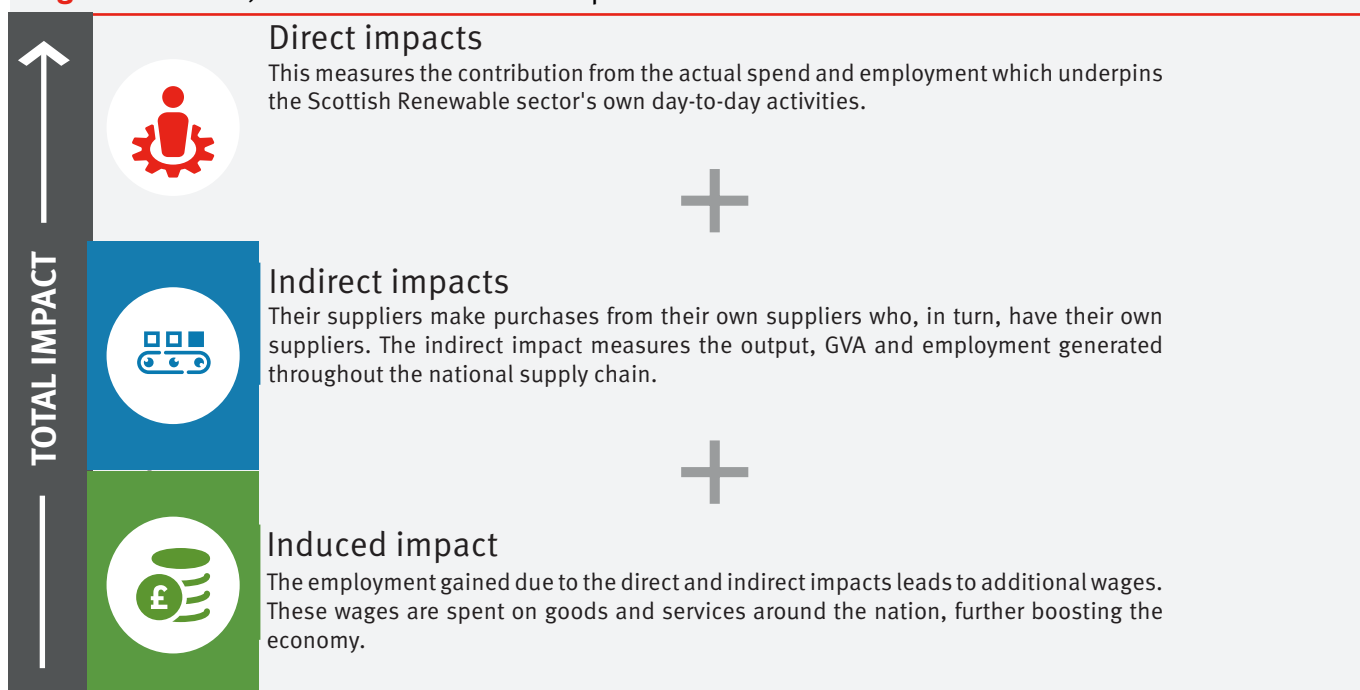 Direct impacts
This measures the contribution from the actual spend and employment which underpins
the Scottish Renewable sector's own day-to-day activities.
+
TOTAL IMPACT
Indirect impacts
Their suppliers make purchases from their own suppliers who, in turn, have their own
suppliers. The indirect impact measures the output, GVA and employment generated
throughout the national supply chain.
+
£
Induced impact
The employment gained due to the direct and indirect impacts leads to additional wages.
These wages are spent on goods and services around the nation, further boosting the
economy.